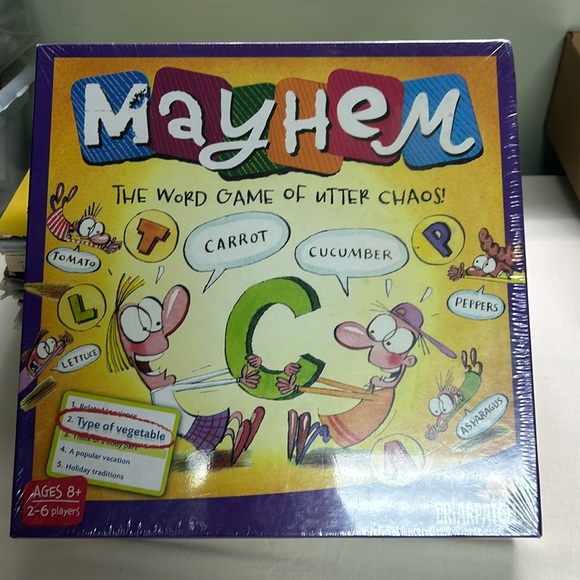 MAYHEM
THE WORD GAME OF UTTER CHAOS!
T
CARROT
CUCUMBER
P
TOMATO
PEPPERS
L
C
LETTUCE
ASPARAGUS
2. Type of vegetable
4. A popular vacation
5. Holiday traditions
A
AGES 8+
2-6 players
BRIARPATCH